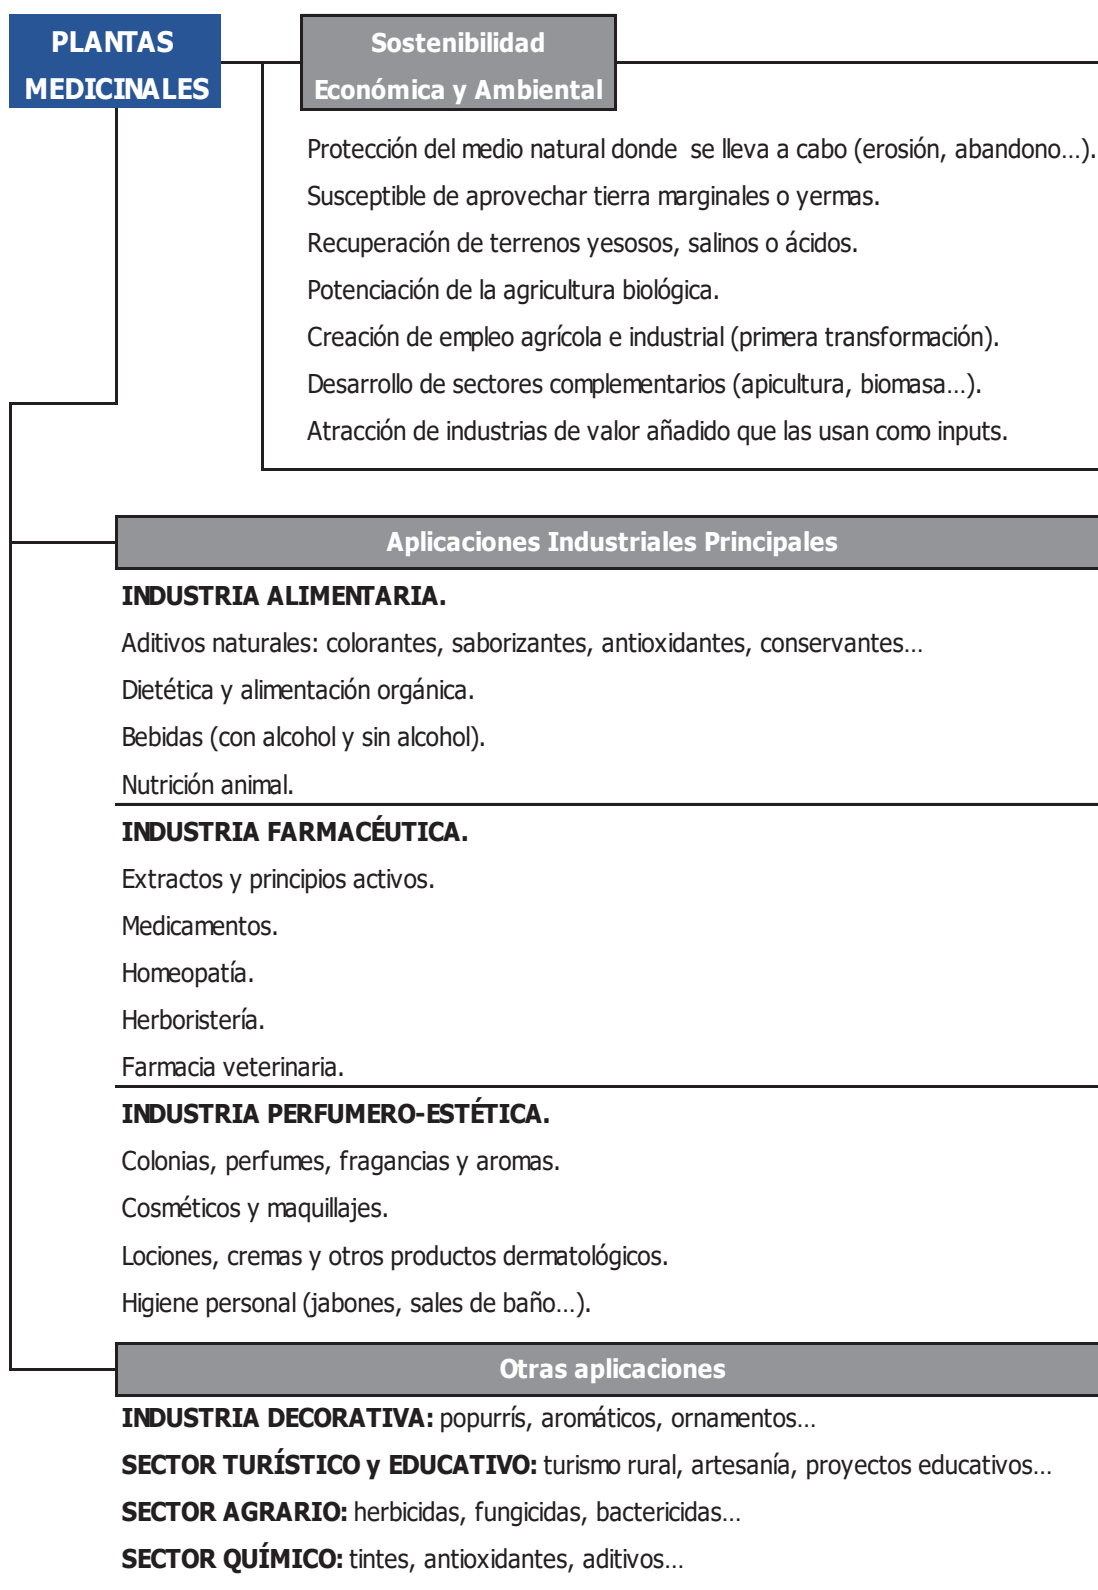 PLANTAS
MEDICINALES
Sostenibilidad
Económica y Ambiental
Protección del medio natural donde se lleva a cabo (erosión, abandono…).
Susceptible de aprovechar tierra marginales o yermas.
Recuperación de terrenos yesosos, salinos o ácidos.
Potenciación de la agricultura biológica.
Creación de empleo agrícola e industrial (primera transformación).
Desarrollo de sectores complementarios (apicultura, biomasa…).
Atracción de industrias de valor añadido que las usan como inputs.
Aplicaciones Industriales Principales
INDUSTRIA ALIMENTARIA.
Aditivos naturales: colorantes, saborizantes, antioxidantes, conservantes…
Dietética y alimentación orgánica.
Bebidas (con alcohol y sin alcohol).
Nutrición animal.
INDUSTRIA FARMACÉUTICA.
Extractos y principios activos.
Medicamentos.
Homeopatía.
Herboristería.
Farmacia veterinaria.
INDUSTRIA PERFUMERO-ESTÉTICA.
Colonias, perfumes, fragancias y aromas.
Cosméticos y maquillajes.
Lociones, cremas y otros productos dermatológicos.
Higiene personal (jabones, sales de baño…).
Otras aplicaciones
INDUSTRIA DECORATIVA: popurrís, aromáticos, ornamentos…
SECTOR TURÍSTICO y EDUCATIVO: turismo rural, artesanía, proyectos educativos…
SECTOR AGRARIO: herbicidas, fungicidas, bactericidas…
SECTOR QUÍMICO: tintes, antioxidantes, aditivos…